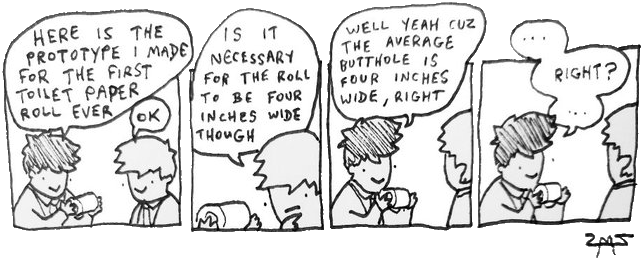 HERE IS THE
PROTOTYPE I MADE
FOR THE FIRST
TOILET PAPER
ROLL EVER
OK
IS IT
NECESSARY
FOR THE ROLL
TO BE FOUR
INCHES WIDE
THOUGH
WELL YEAH CUZ
THE AVERAGE
BUTTHOLE IS
FOUR INCHES
WIDE, RIGHT
...
RIGHT?
...